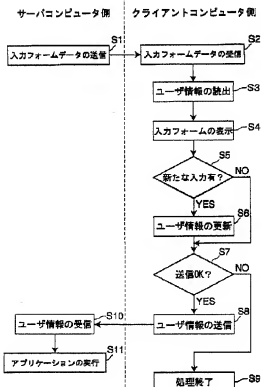 サーバコンピュータ側
クライアントコンピュータ側
S1
入力フォームデータの送信
S2
入力フォームデータの受信
S3
ユーザ情報の読出
S4
入力フォームの表示
S5
新たな入力有?
NO
YES
S6
ユーザ情報の更新
S7
送信OK?
NO
YES
S8
ユーザ情報の送信
S10
ユーザ情報の受信
S11
アプリケーションの実行
S9
処理終了